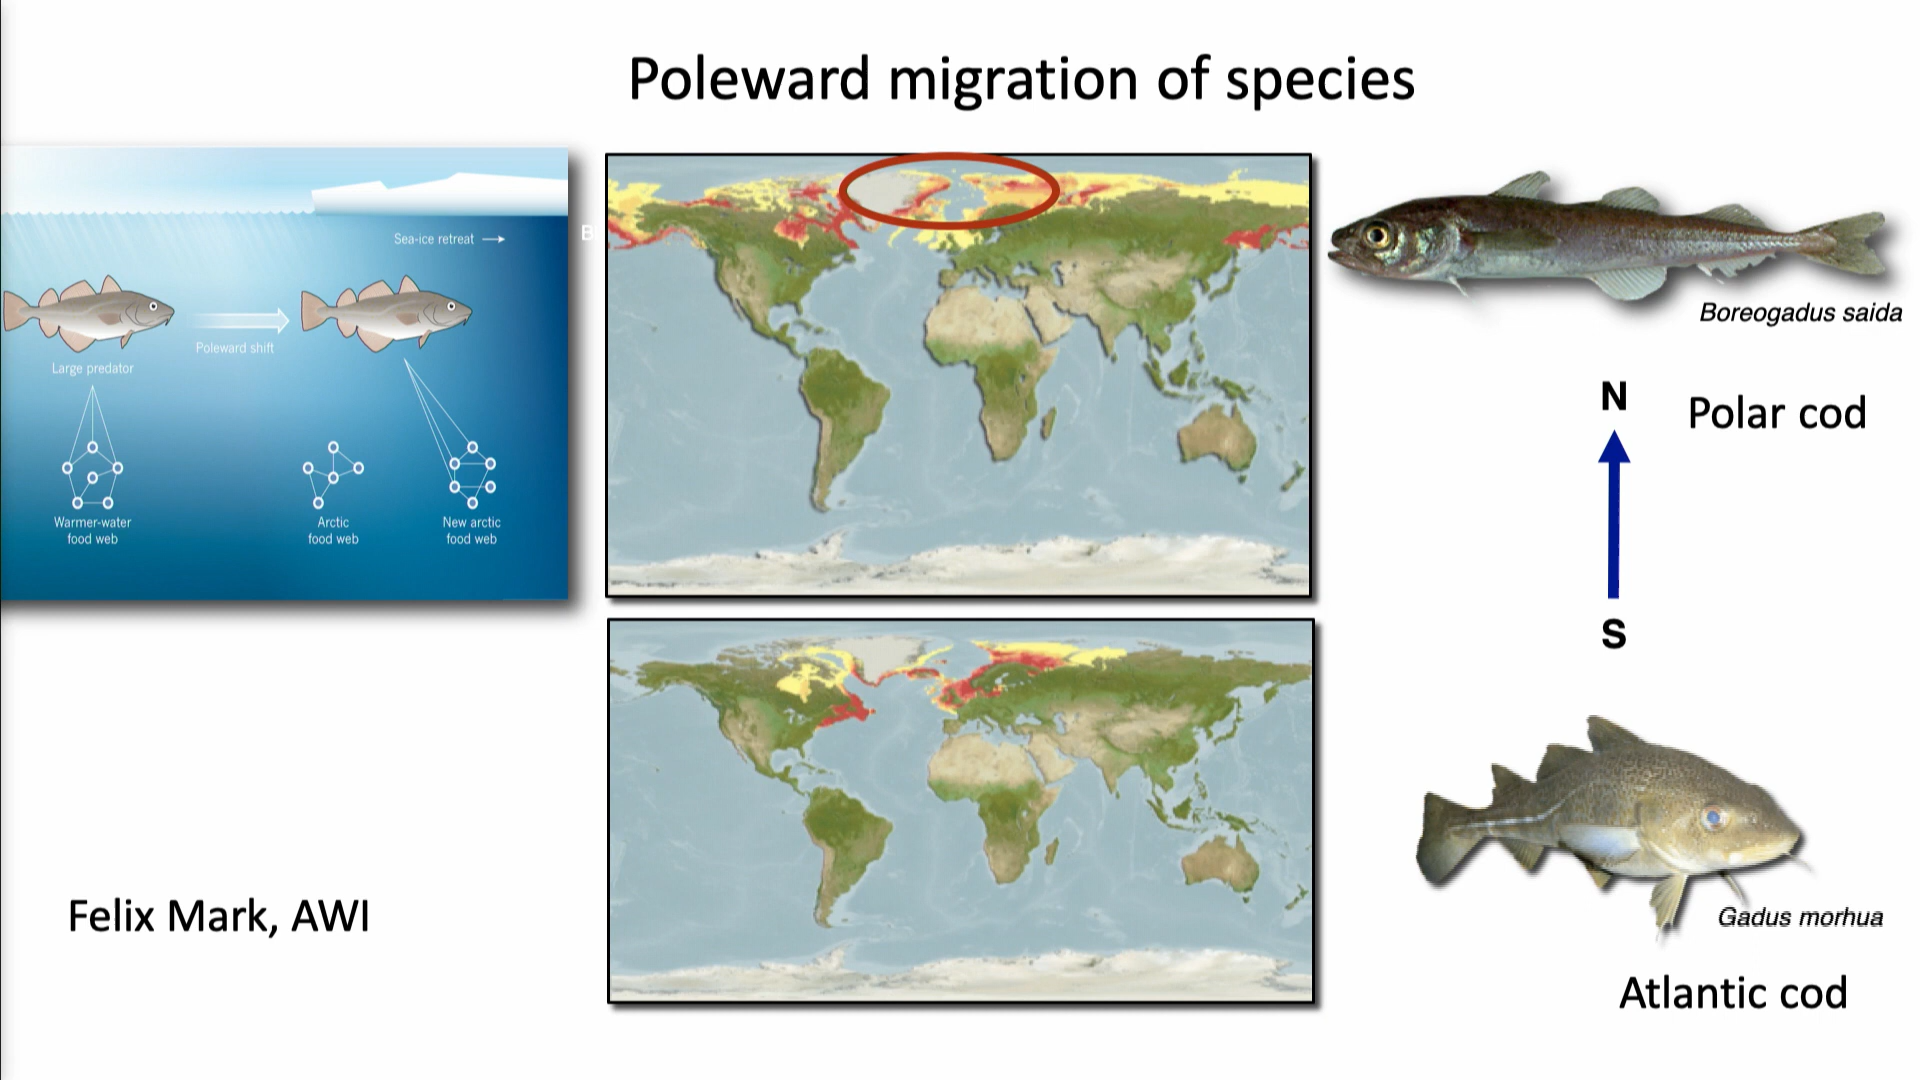 Poleward migration of species
Sea-ice retreat
Poleward shift
Large predator
Warmer-water
food web
Arctic
food web
New arctic
food web
B
Boreogadus saida
N
Polar cod
S
Gadus morhua
Atlantic cod
Felix Mark, AWI